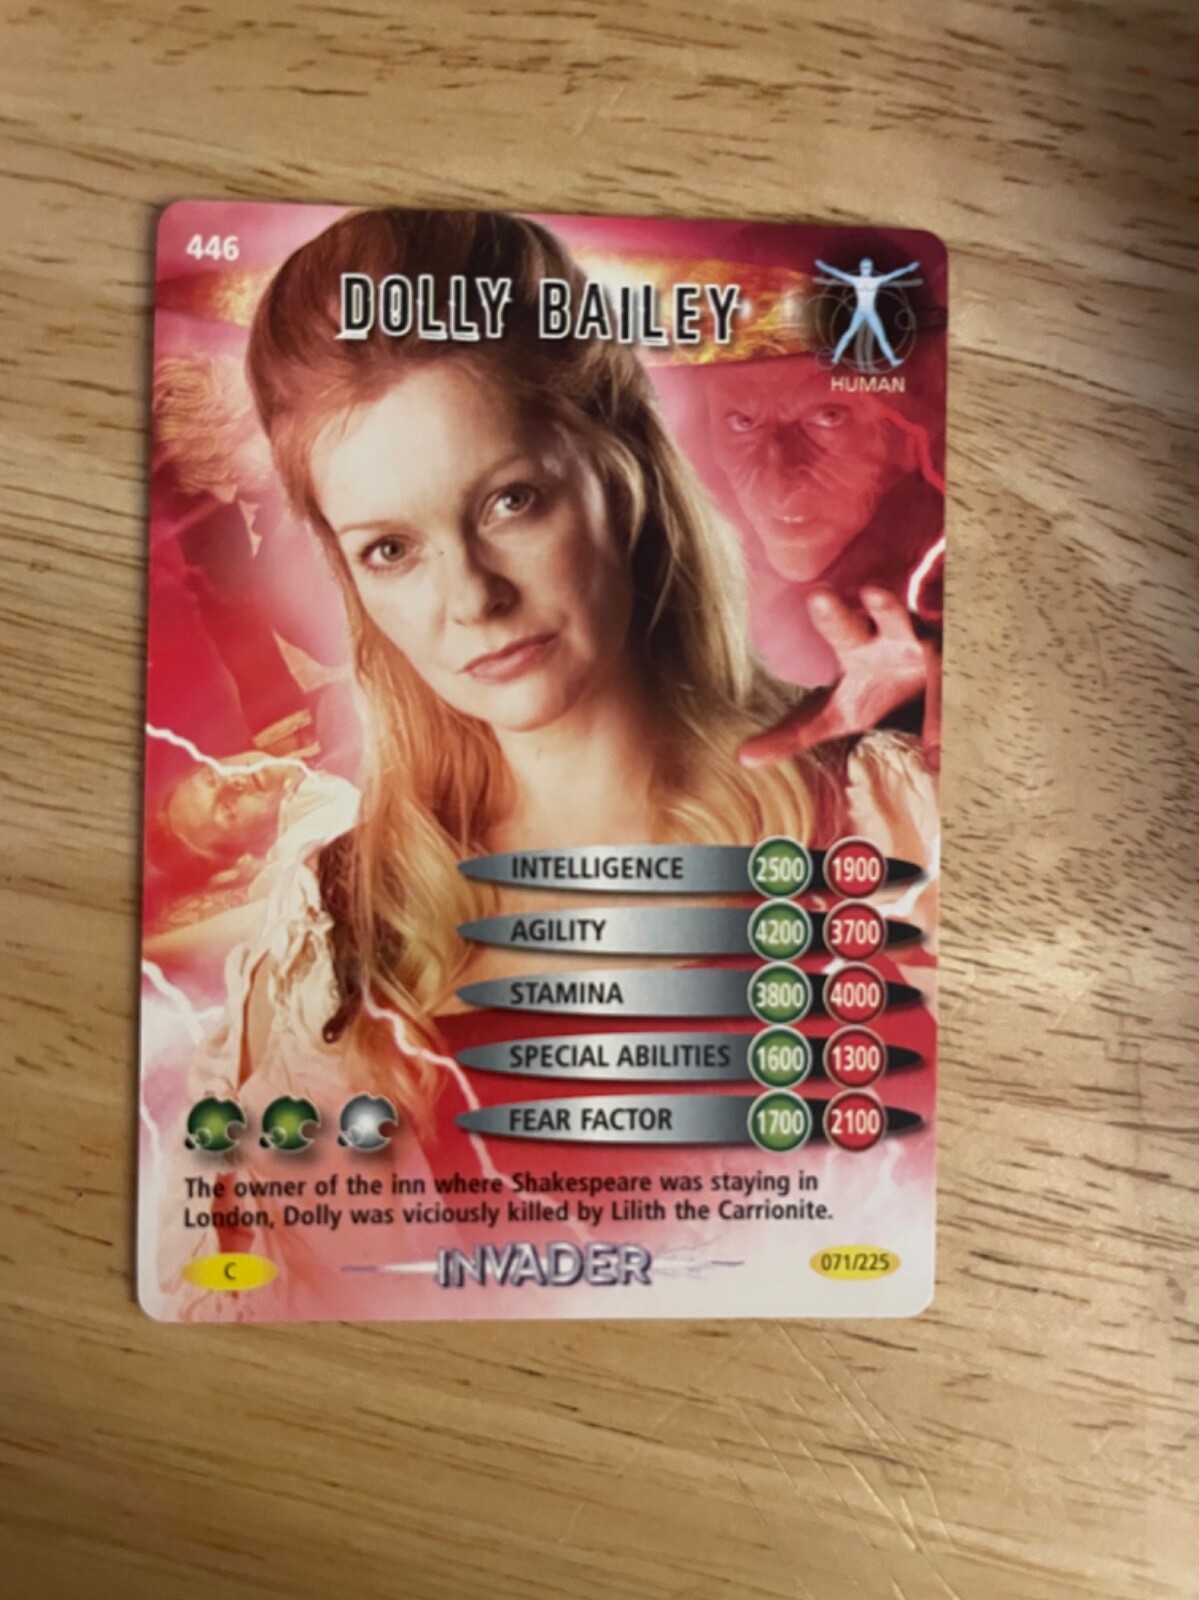 446
DOLLY BAILEY
HUMAN
INTELLIGENCE 2500 1900
AGILITY 4200 3700
STAMINA 3800 4000
SPECIAL ABILITIES 1600 1300
FEAR FACTOR 1700 2100
The owner of the inn where Shakespeare was staying in
London, Dolly was viciously killed by Lilith the Carrionite.
C INVADER 071/225